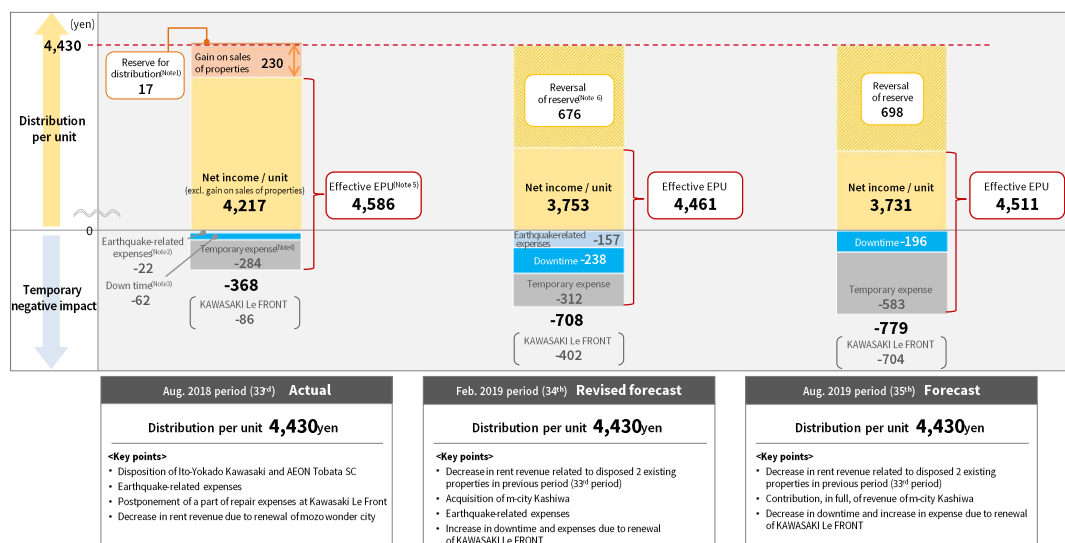 (yen)
4,430
Distribution
per unit
0
Temporary
negative impact
Reserve for
distribution(Note1)
17
Gain on sales
of properties
230
Net income / unit
(excl. gain on sales of properties)
4,217
Effective EPU(Note 5)
4,586
Earthquake-related
expenses(Note2)
-22
Down time(Note3)
-62
Temporary expense(Note4)
-284
-368
KAWASAKI Le FRONT
-86
Reversal
of reserve(Note 6)
676
Net income / unit
3,753
Effective EPU
4,461
Earthquake-related
expenses
-157
Downtime -238
Temporary expense
-312
-708
KAWASAKI Le FRONT
-402
Reversal
of reserve
698
Net income / unit
3,731
Effective EPU
4,511
Downtime -196
Temporary expense
-583
-779
KAWASAKI Le FRONT
-704
Aug. 2018 period (33rd) Actual
Distribution per unit 4,430yen
<Key points>
• Disposition of Ito-Yokado Kawasaki and AEON Tobata SC
• Earthquake-related expenses
• Postponement of a part of repair expenses at Kawasaki Le Front
• Decrease in rent revenue due to renewal of mozo wonder city
Feb. 2019 period (34th) Revised forecast
Distribution per unit 4,430yen
<Key points>
• Decrease in rent revenue related to disposed 2 existing
properties in previous period (33rd period)
• Acquisition of m-city Kashiwa
• Earthquake-related expenses
• Increase in downtime and expenses due to renewal
of KAWASAKI Le FRONT
Aug. 2019 period (35th) Forecast
Distribution per unit 4,430yen
<Key points>
• Decrease in rent revenue related to disposed 2 existing
properties in previous period (33rd period)
• Contribution, in full, of revenue of m-city Kashiwa
• Decrease in downtime and increase in expense due to renewal
of KAWASAKI Le FRONT